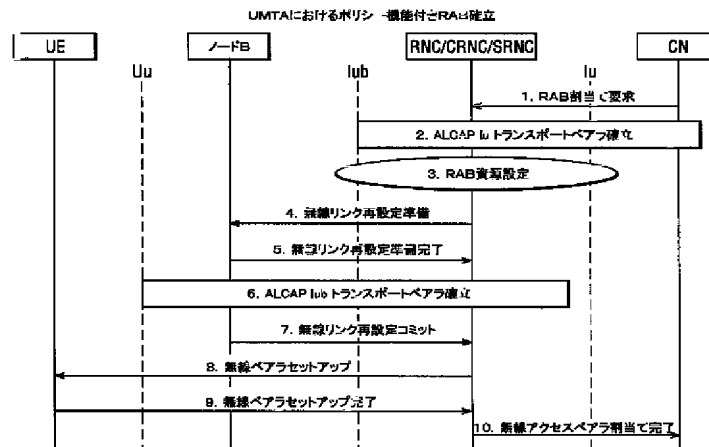 UMTAにおけるポリシー機能付きRAB確立
UE
ノードB
RNC/CRNC/SRNC
CN
Uu
Iub
Iu
1. RAB割当て要求
2. ALCAP Iu トランスポートベアラ確立
3. RAB資源設定
4. 無線リンク再設定準備
5. 無線リンク再設定準備完了
6. ALCAP Iub トランスポートベアラ確立
7. 無線リンク再設定コミット
8. 無線ベアラセットアップ
9. 無線ベアラセットアップ完了
10. 無線アクセスベアラ割当て完了